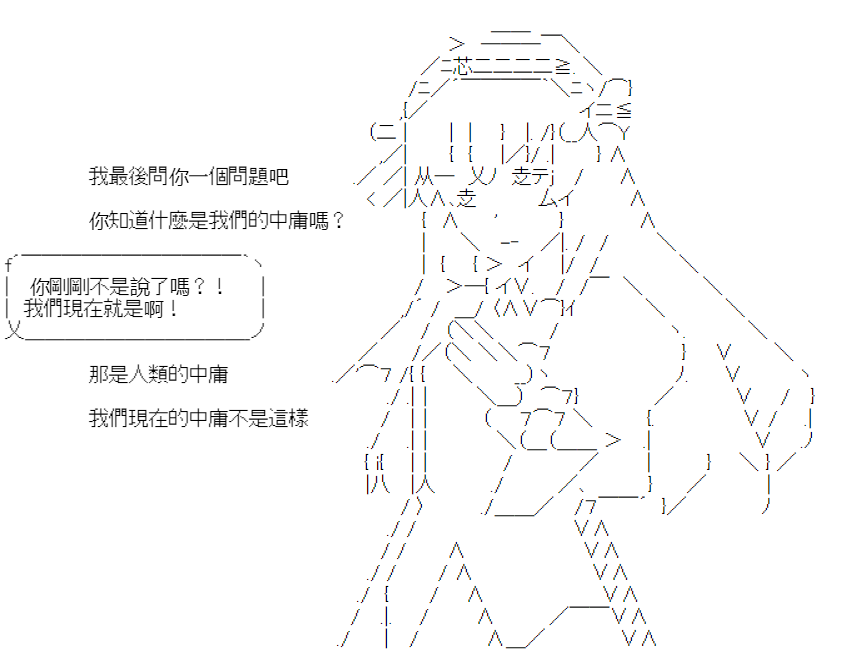 我最後問你一個問題吧
你知道什麼是我們的中庸嗎？
你剛剛不是說了嗎？！
我們現在就是啊！
那是人類的中庸
我們現在的中庸不是這樣